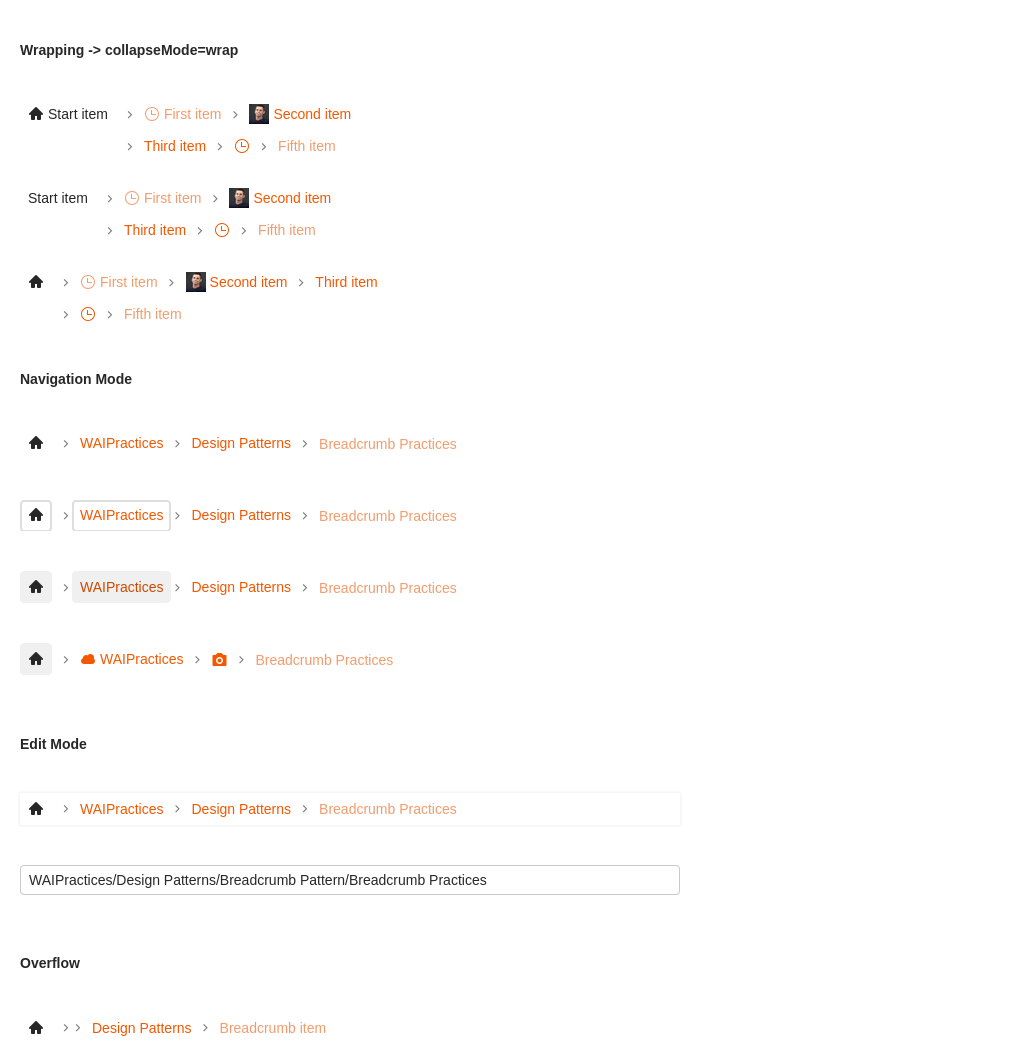 Wrapping -> collapseMode=wrap
Start item First item Second item
Third item Fifth item
Start item First item Second item
Third item Fifth item
First item Second item Third item
Fifth item
Navigation Mode
WAIPractices Design Patterns Breadcrumb Practices
WAIPractices Design Patterns Breadcrumb Practices
WAIPractices Design Patterns Breadcrumb Practices
WAIPractices Breadcrumb Practices
Edit Mode
WAIPractices Design Patterns Breadcrumb Practices
WAIPractices/Design Patterns/Breadcrumb Pattern/Breadcrumb Practices
Overflow
Design Patterns Breadcrumb item